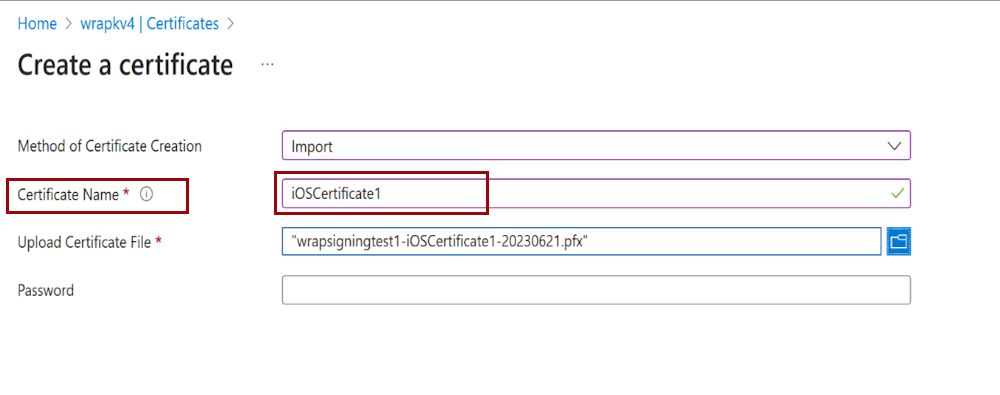 Home > wrapkv4 | Certificates >
Create a certificate ...
Method of Certificate Creation Import
Certificate Name * iOSCertificate1
Upload Certificate File * "wrapsigningtest1-iOSCertificate1-20230621.pfx"
Password